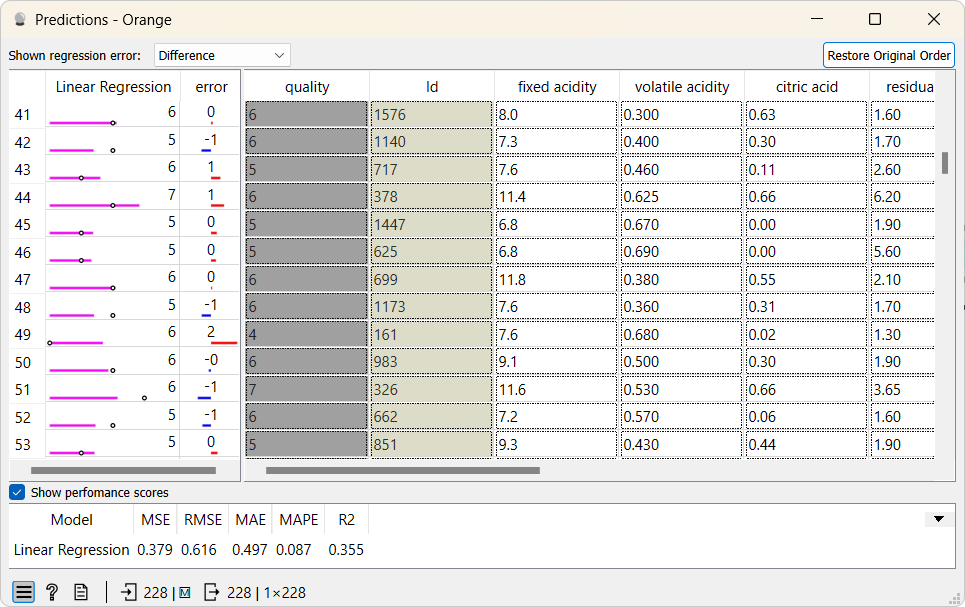 Predictions - Orange
Shown regression error: Difference Restore Original Order
Linear Regression error quality Id fixed acidity volatile acidity citric acid residua
41 6 0 6 1576 8.0 0.300 0.63 1.60
42 5 -1 6 1140 7.3 0.400 0.30 1.70
43 6 1 5 717 7.6 0.460 0.11 2.60
44 7 1 6 378 11.4 0.625 0.66 6.20
45 5 0 5 1447 6.8 0.670 0.00 1.90
46 5 0 5 625 6.8 0.690 0.00 5.60
47 6 0 6 699 11.8 0.380 0.55 2.10
48 5 -1 6 1173 7.6 0.360 0.31 1.70
49 6 2 4 161 7.6 0.680 0.02 1.30
50 6 -0 6 983 9.1 0.500 0.30 1.90
51 6 -1 7 326 11.6 0.530 0.66 3.65
52 5 -1 6 662 7.2 0.570 0.06 1.60
53 5 0 5 851 9.3 0.430 0.44 1.90
Show perfomance scores
Model MSE RMSE MAE MAPE R2
Linear Regression 0.379 0.616 0.497 0.087 0.355
? 228 | M 228 | 1×228